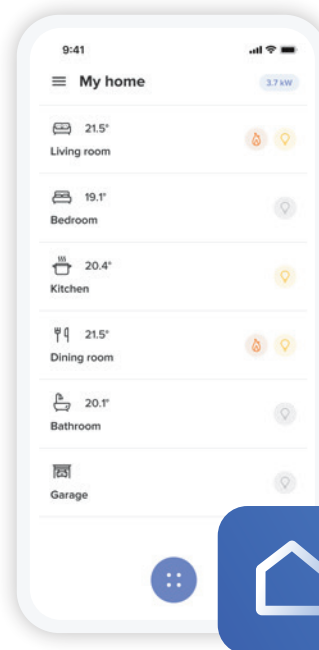 9:41
My home
3.7 kW
21.5°
Living room
19.1°
Bedroom
20.4°
Kitchen
21.5°
Dining room
20.1°
Bathroom
Garage